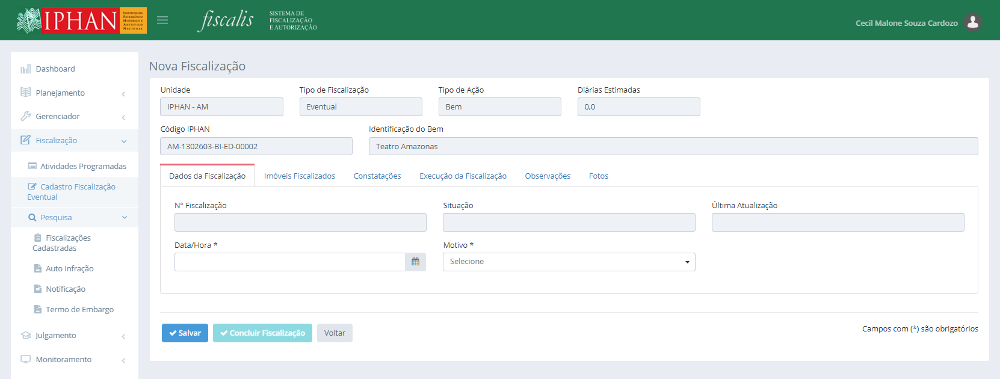 IPHAN
INSTITUTO DO
PATRIMÔNIO
HISTÓRICO E
ARTÍSTICO
NACIONAL
fiscalis
SISTEMA DE
FISCALIZAÇÃO
E AUTORIZAÇÃO
Cecil Malone Souza Cardozo
Dashboard
Planejamento
Gerenciador
Fiscalização
Atividades Programadas
Cadastro Fiscalização
Eventual
Pesquisa
Fiscalizações
Cadastradas
Auto Infração
Notificação
Termo de Embargo
Julgamento
Monitoramento
Nova Fiscalização
Unidade Tipo de Fiscalização Tipo de Ação Diárias Estimadas
IPHAN - AM Eventual Bem 0,0
Código IPHAN Identificação do Bem
AM-1302603-BI-ED-00002 Teatro Amazonas
Dados da Fiscalização Imóveis Fiscalizados Constatações Execução da Fiscalização Observações Fotos
Nº Fiscalização Situação Última Atualização
Data/Hora * Motivo *
Selecione
Salvar Concluir Fiscalização Voltar Campos com (*) são obrigatórios